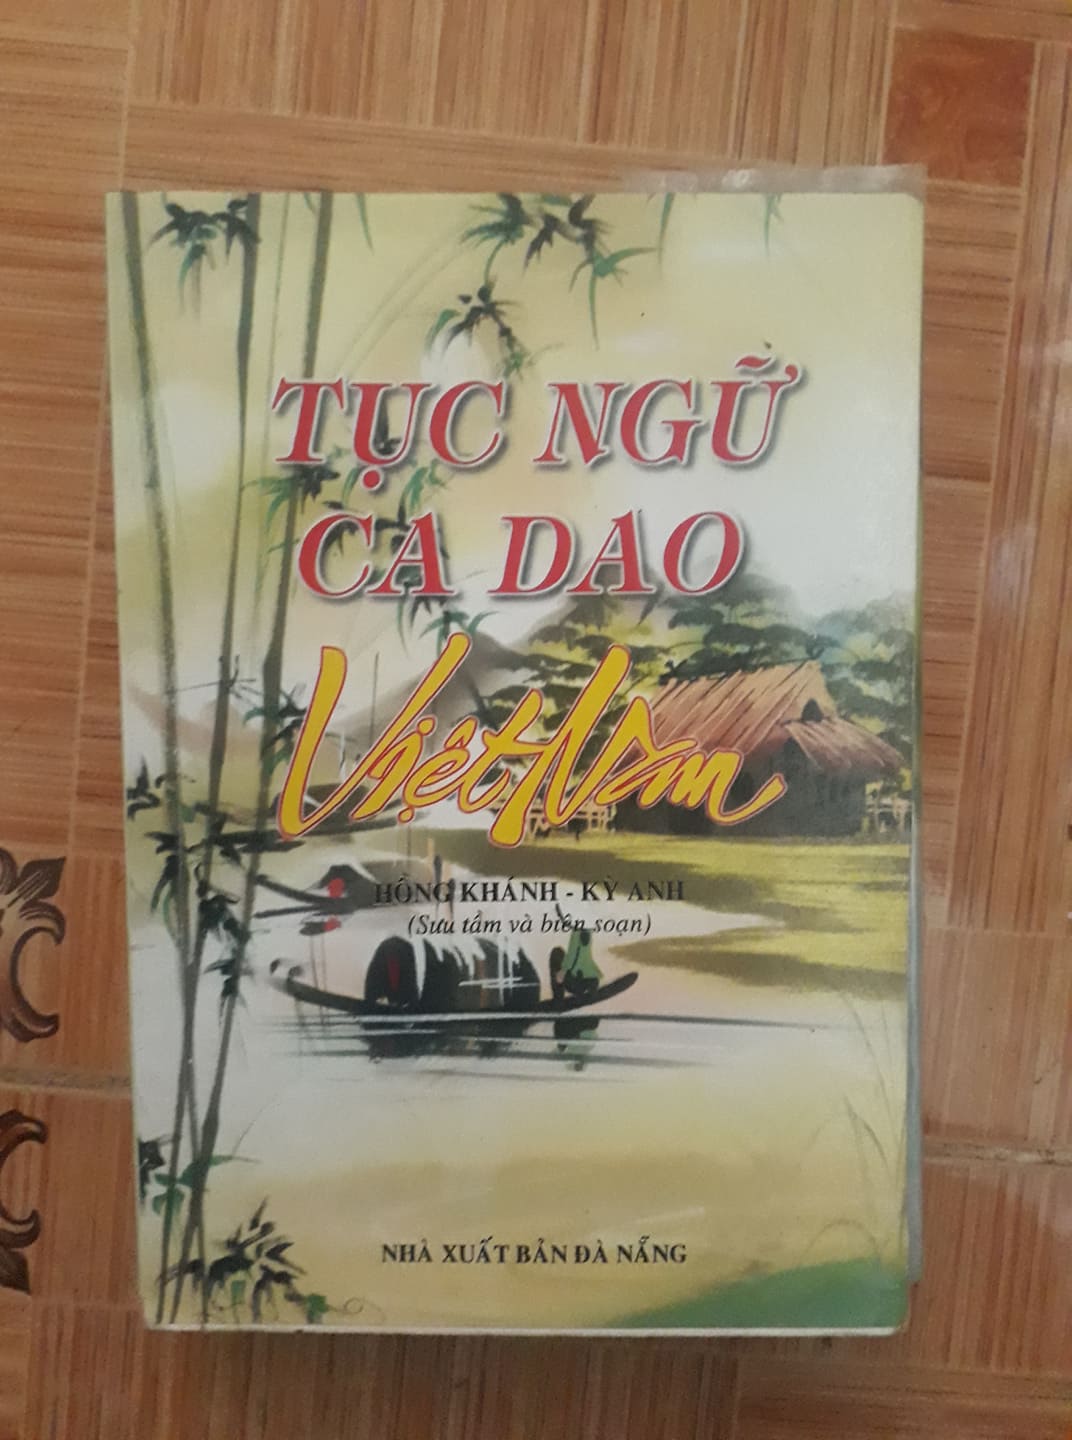 TỤC NGỮ
CA DAO
Việt Nam
HỒNG KHÁNH - KỲ ANH
(Sưu tầm và biên soạn)
NHÀ XUẤT BẢN ĐÀ NẴNG